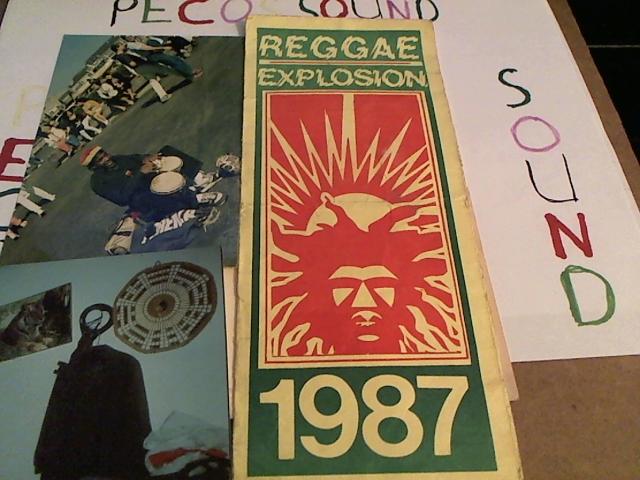 PECOS SOUND
REGGAE
EXPLOSION
1987
SOUND